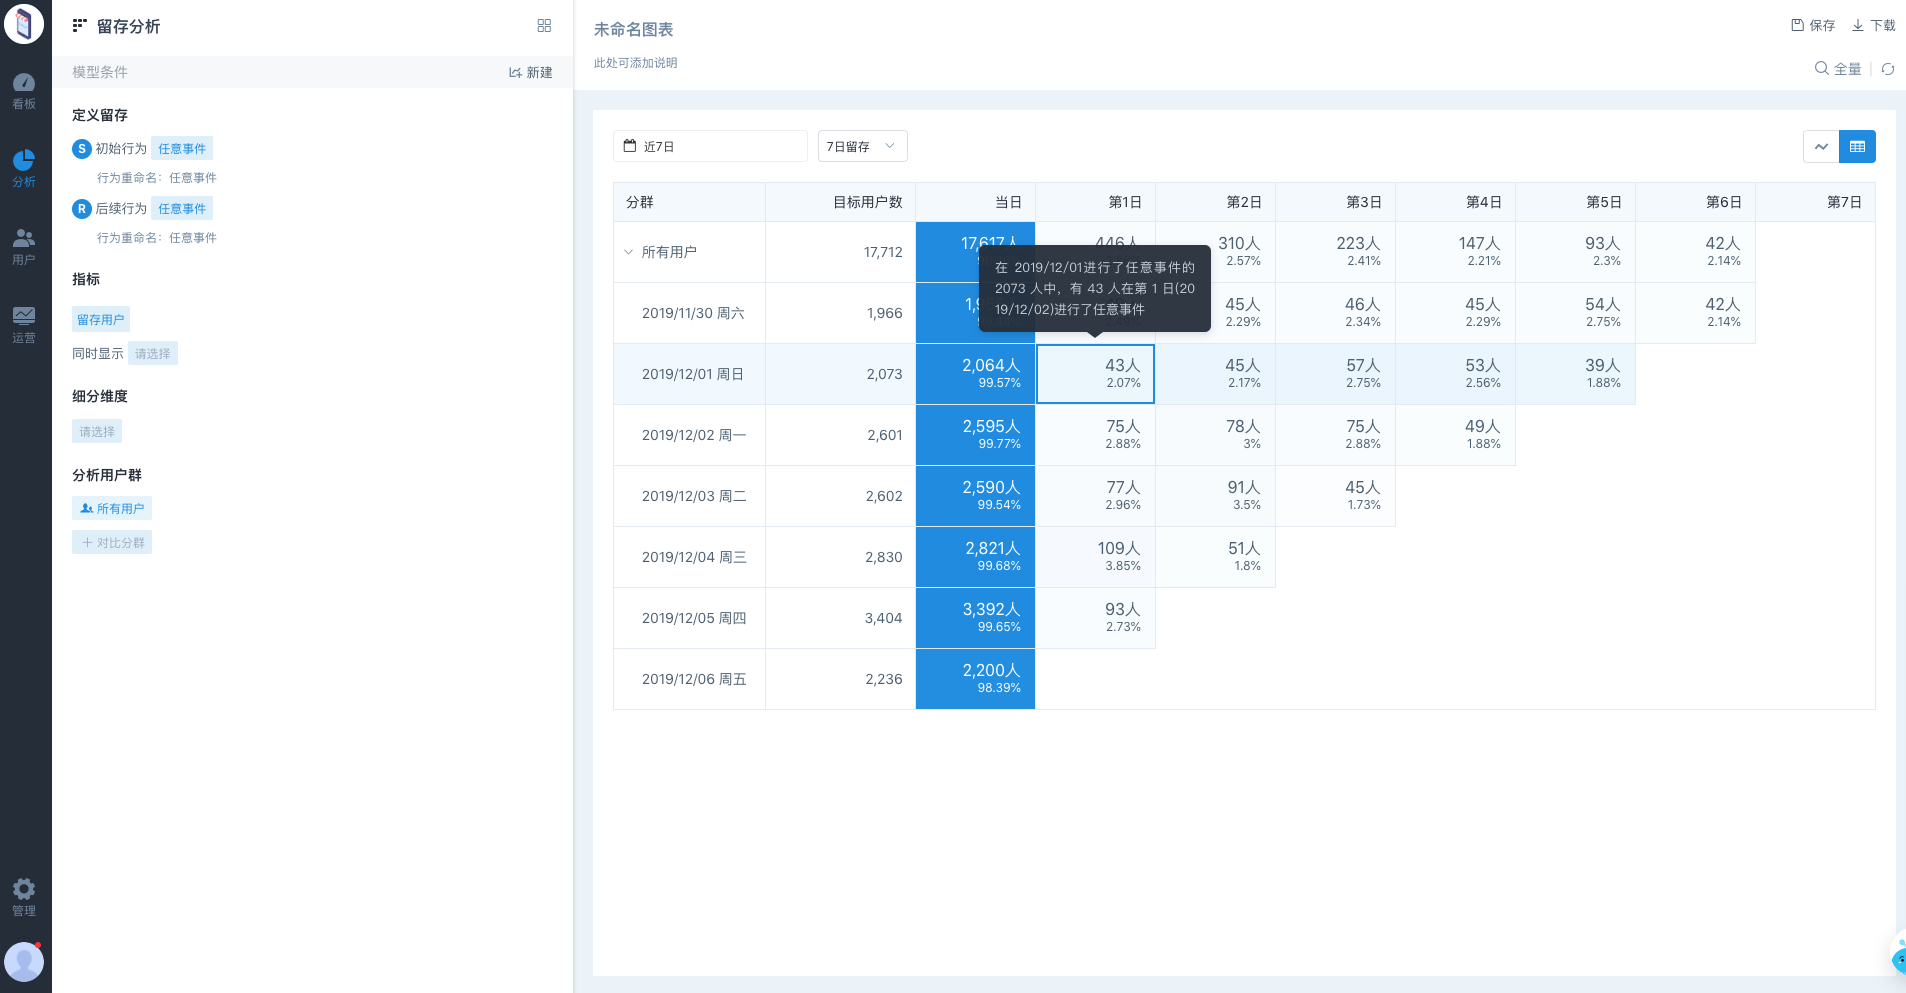 留存分析
模型条件
新建
定义留存
S 初始行为 任意事件
行为重命名：任意事件
R 后续行为 任意事件
行为重命名：任意事件
指标
留存用户
同时显示 请选择
细分维度
请选择
分析用户群
所有用户
+ 对比分群
看板
分析
用户
运营
管理
未命名图表
此处可添加说明
保存 下载
全量
近7日 7日留存
分群 目标用户数 当日 第1日 第2日 第3日 第4日 第5日 第6日 第7日
所有用户 17,712 17,617人 446人 310人 223人 147人 93人 42人
2.57% 2.41% 2.21% 2.3% 2.14%
在 2019/12/01进行了任意事件的
2073 人中，有 43 人在第 1 日(20
19/12/02)进行了任意事件
2019/11/30 周六 1,966 45人 46人 45人 54人 42人
2.29% 2.34% 2.29% 2.75% 2.14%
2019/12/01 周日 2,073 2,064人 43人 45人 57人 53人 39人
99.57% 2.07% 2.17% 2.75% 2.56% 1.88%
2019/12/02 周一 2,601 2,595人 75人 78人 75人 49人
99.77% 2.88% 3% 2.88% 1.88%
2019/12/03 周二 2,602 2,590人 77人 91人 45人
99.54% 2.96% 3.5% 1.73%
2019/12/04 周三 2,830 2,821人 109人 51人
99.68% 3.85% 1.8%
2019/12/05 周四 3,404 3,392人 93人
99.65% 2.73%
2019/12/06 周五 2,236 2,200人
98.39%